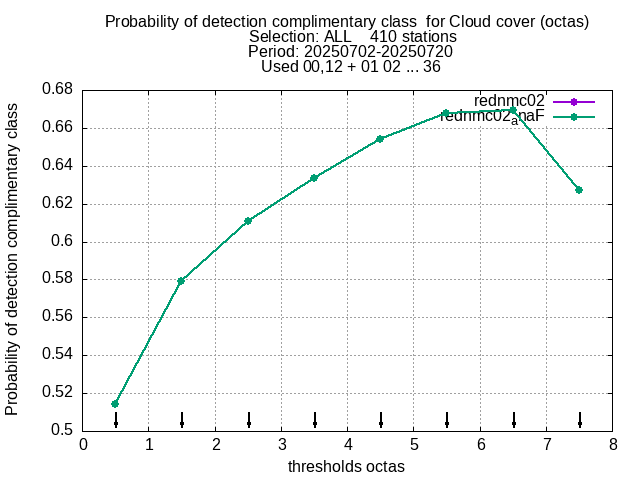 Probability of detection complimentary class  for Cloud cover (octas)
Selection: ALL    410 stations
Period: 20250702-20250720
Used 00,12 + 01 02 ... 36
rednmc02
rednmc02anaF
Probability of detection complimentary class
0.68
0.66
0.64
0.62
0.6
0.58
0.56
0.54
0.52
0.5
0 1 2 3 4 5 6 7 8
thresholds octas